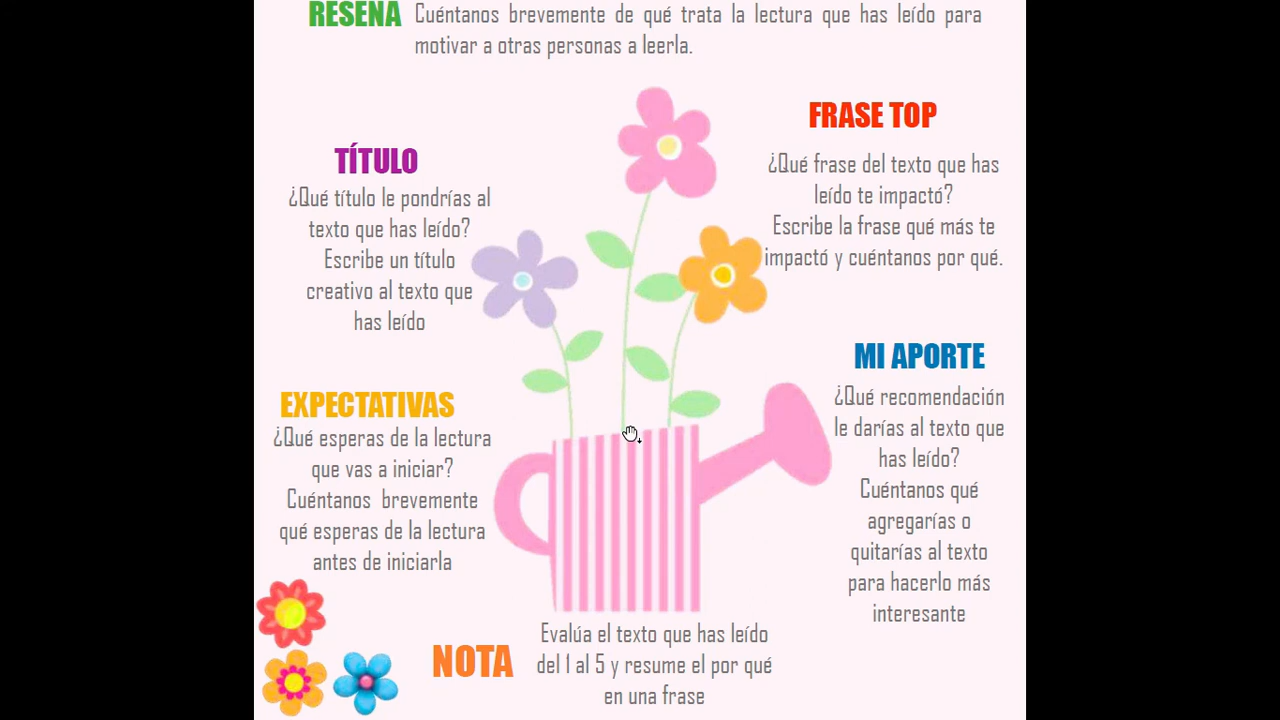 RESEÑA
Cuéntanos brevemente de qué trata la lectura que has leído para
motivar a otras personas a leerla.
FRASE TOP
¿Qué frase del texto que has
leído te impactó?
Escribe la frase qué más te
impactó y cuéntanos por qué.
TÍTULO
¿Qué título le pondrías al
texto que has leído?
Escribe un título
creativo al texto que
has leído
MI APORTE
¿Qué recomendación
le darías al texto que
has leído?
Cuéntanos qué
agregarías o
quitarías al texto
para hacerlo más
interesante
EXPECTATIVAS
¿Qué esperas de la lectura
que vas a iniciar?
Cuéntanos brevemente
qué esperas de la lectura
antes de iniciarla
NOTA
Evalúa el texto que has leído
del 1 al 5 y resume el por qué
en una frase